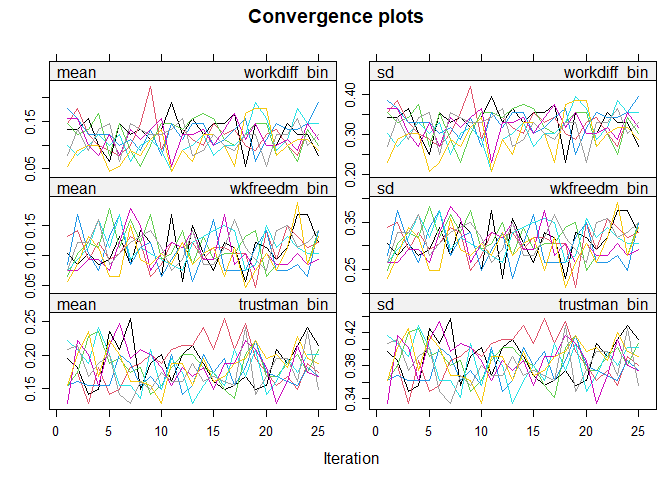 Convergence plots
0 5 10 15 20 25 0 5 10 15 20 25
mean workdiff_bin sd workdiff_bin
0.05 0.15 0.20 0.30 0.40
mean wkfreedm_bin sd wkfreedm_bin
0.05 0.10 0.15 0.25 0.35
mean trustman_bin sd trustman_bin
0.15 0.20 0.25 0.34 0.38 0.42
Iteration